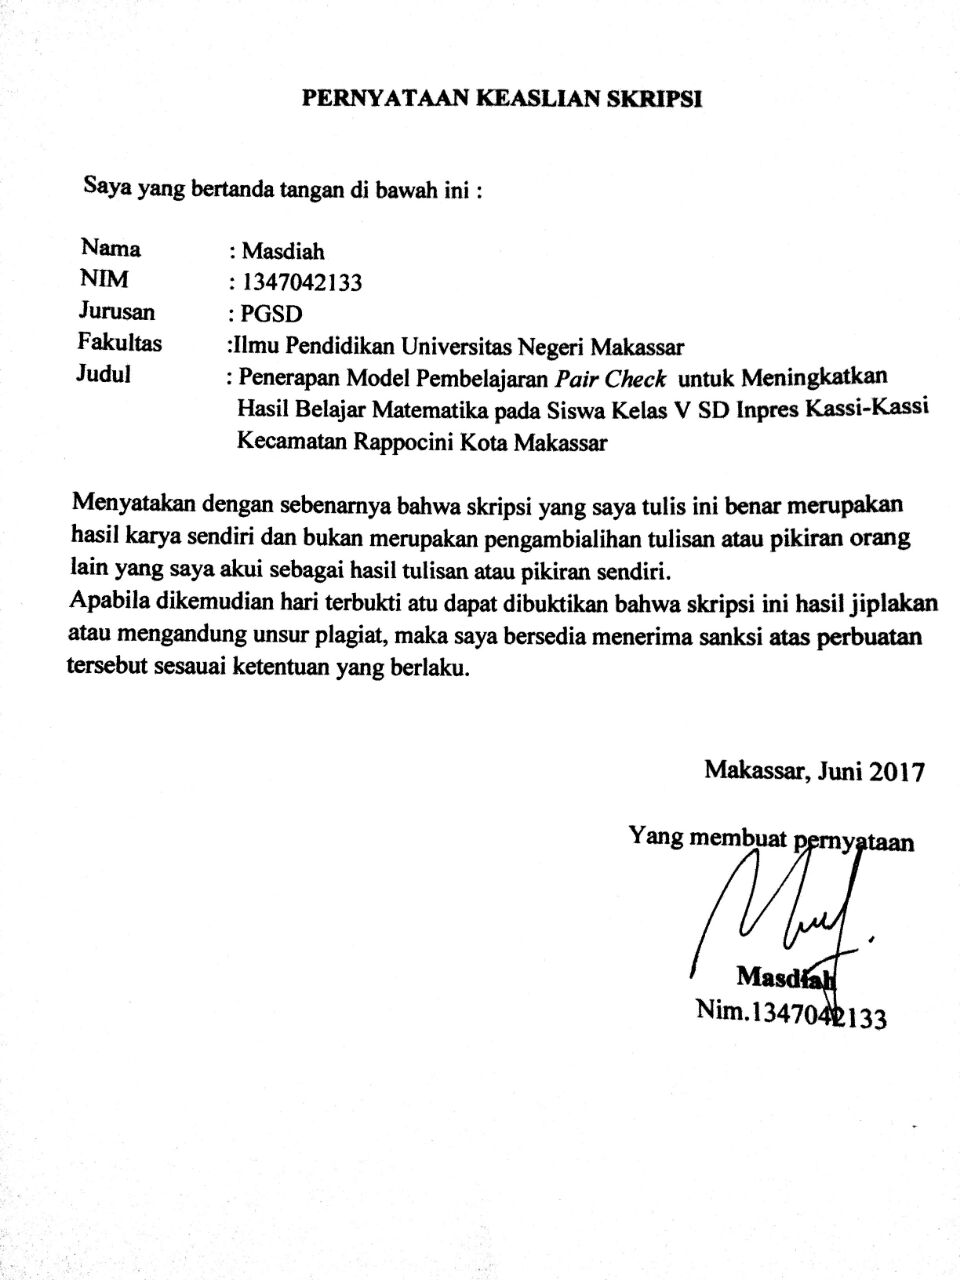 PERNYATAAN KEASLIAN SKRIPSI
Saya yang bertanda tangan di bawah ini :
Nama : Masdiah
NIM : 1347042133
Jurusan : PGSD
Fakultas :Ilmu Pendidikan Universitas Negeri Makassar
Judul : Penerapan Model Pembelajaran Pair Check untuk Meningkatkan
Hasil Belajar Matematika pada Siswa Kelas V SD Inpres Kassi-Kassi
Kecamatan Rappocini Kota Makassar
Menyatakan dengan sebenarnya bahwa skripsi yang saya tulis ini benar merupakan
hasil karya sendiri dan bukan merupakan pengambialihan tulisan atau pikiran orang
lain yang saya akui sebagai hasil tulisan atau pikiran sendiri.
Apabila dikemudian hari terbukti atu dapat dibuktikan bahwa skripsi ini hasil jiplakan
atau mengandung unsur plagiat, maka saya bersedia menerima sanksi atas perbuatan
tersebut sesauai ketentuan yang berlaku.
Makassar, Juni 2017
Yang membuat pernyataan
Masdiah
Nim.1347042133